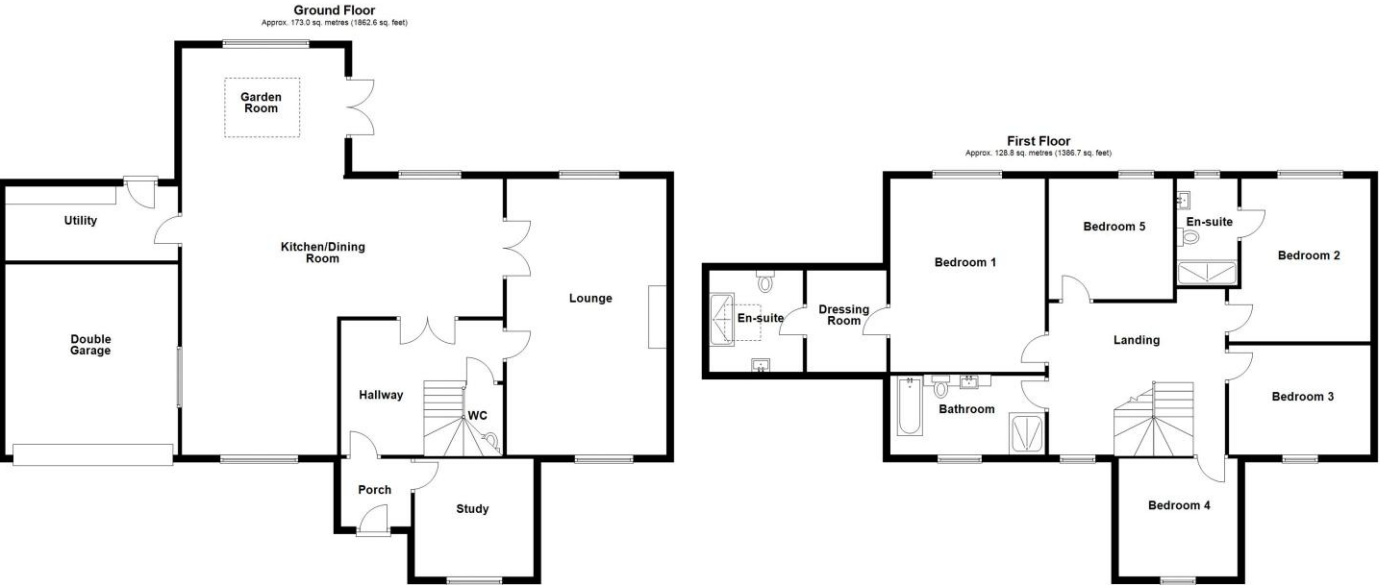 Ground Floor
Approx. 173.0 sq. metres (1862.6 sq. feet)
Garden
Room
Utility
Kitchen/Dining
Room
Lounge
Double
Garage
Hallway
WC
Porch
Study
First Floor
Approx. 128.8 sq. metres (1386.7 sq. feet)
Bedroom 5
En-suite
Bedroom 2
Bedroom 1
En-suite
Dressing
Room
Landing
Bathroom
Bedroom 3
Bedroom 4